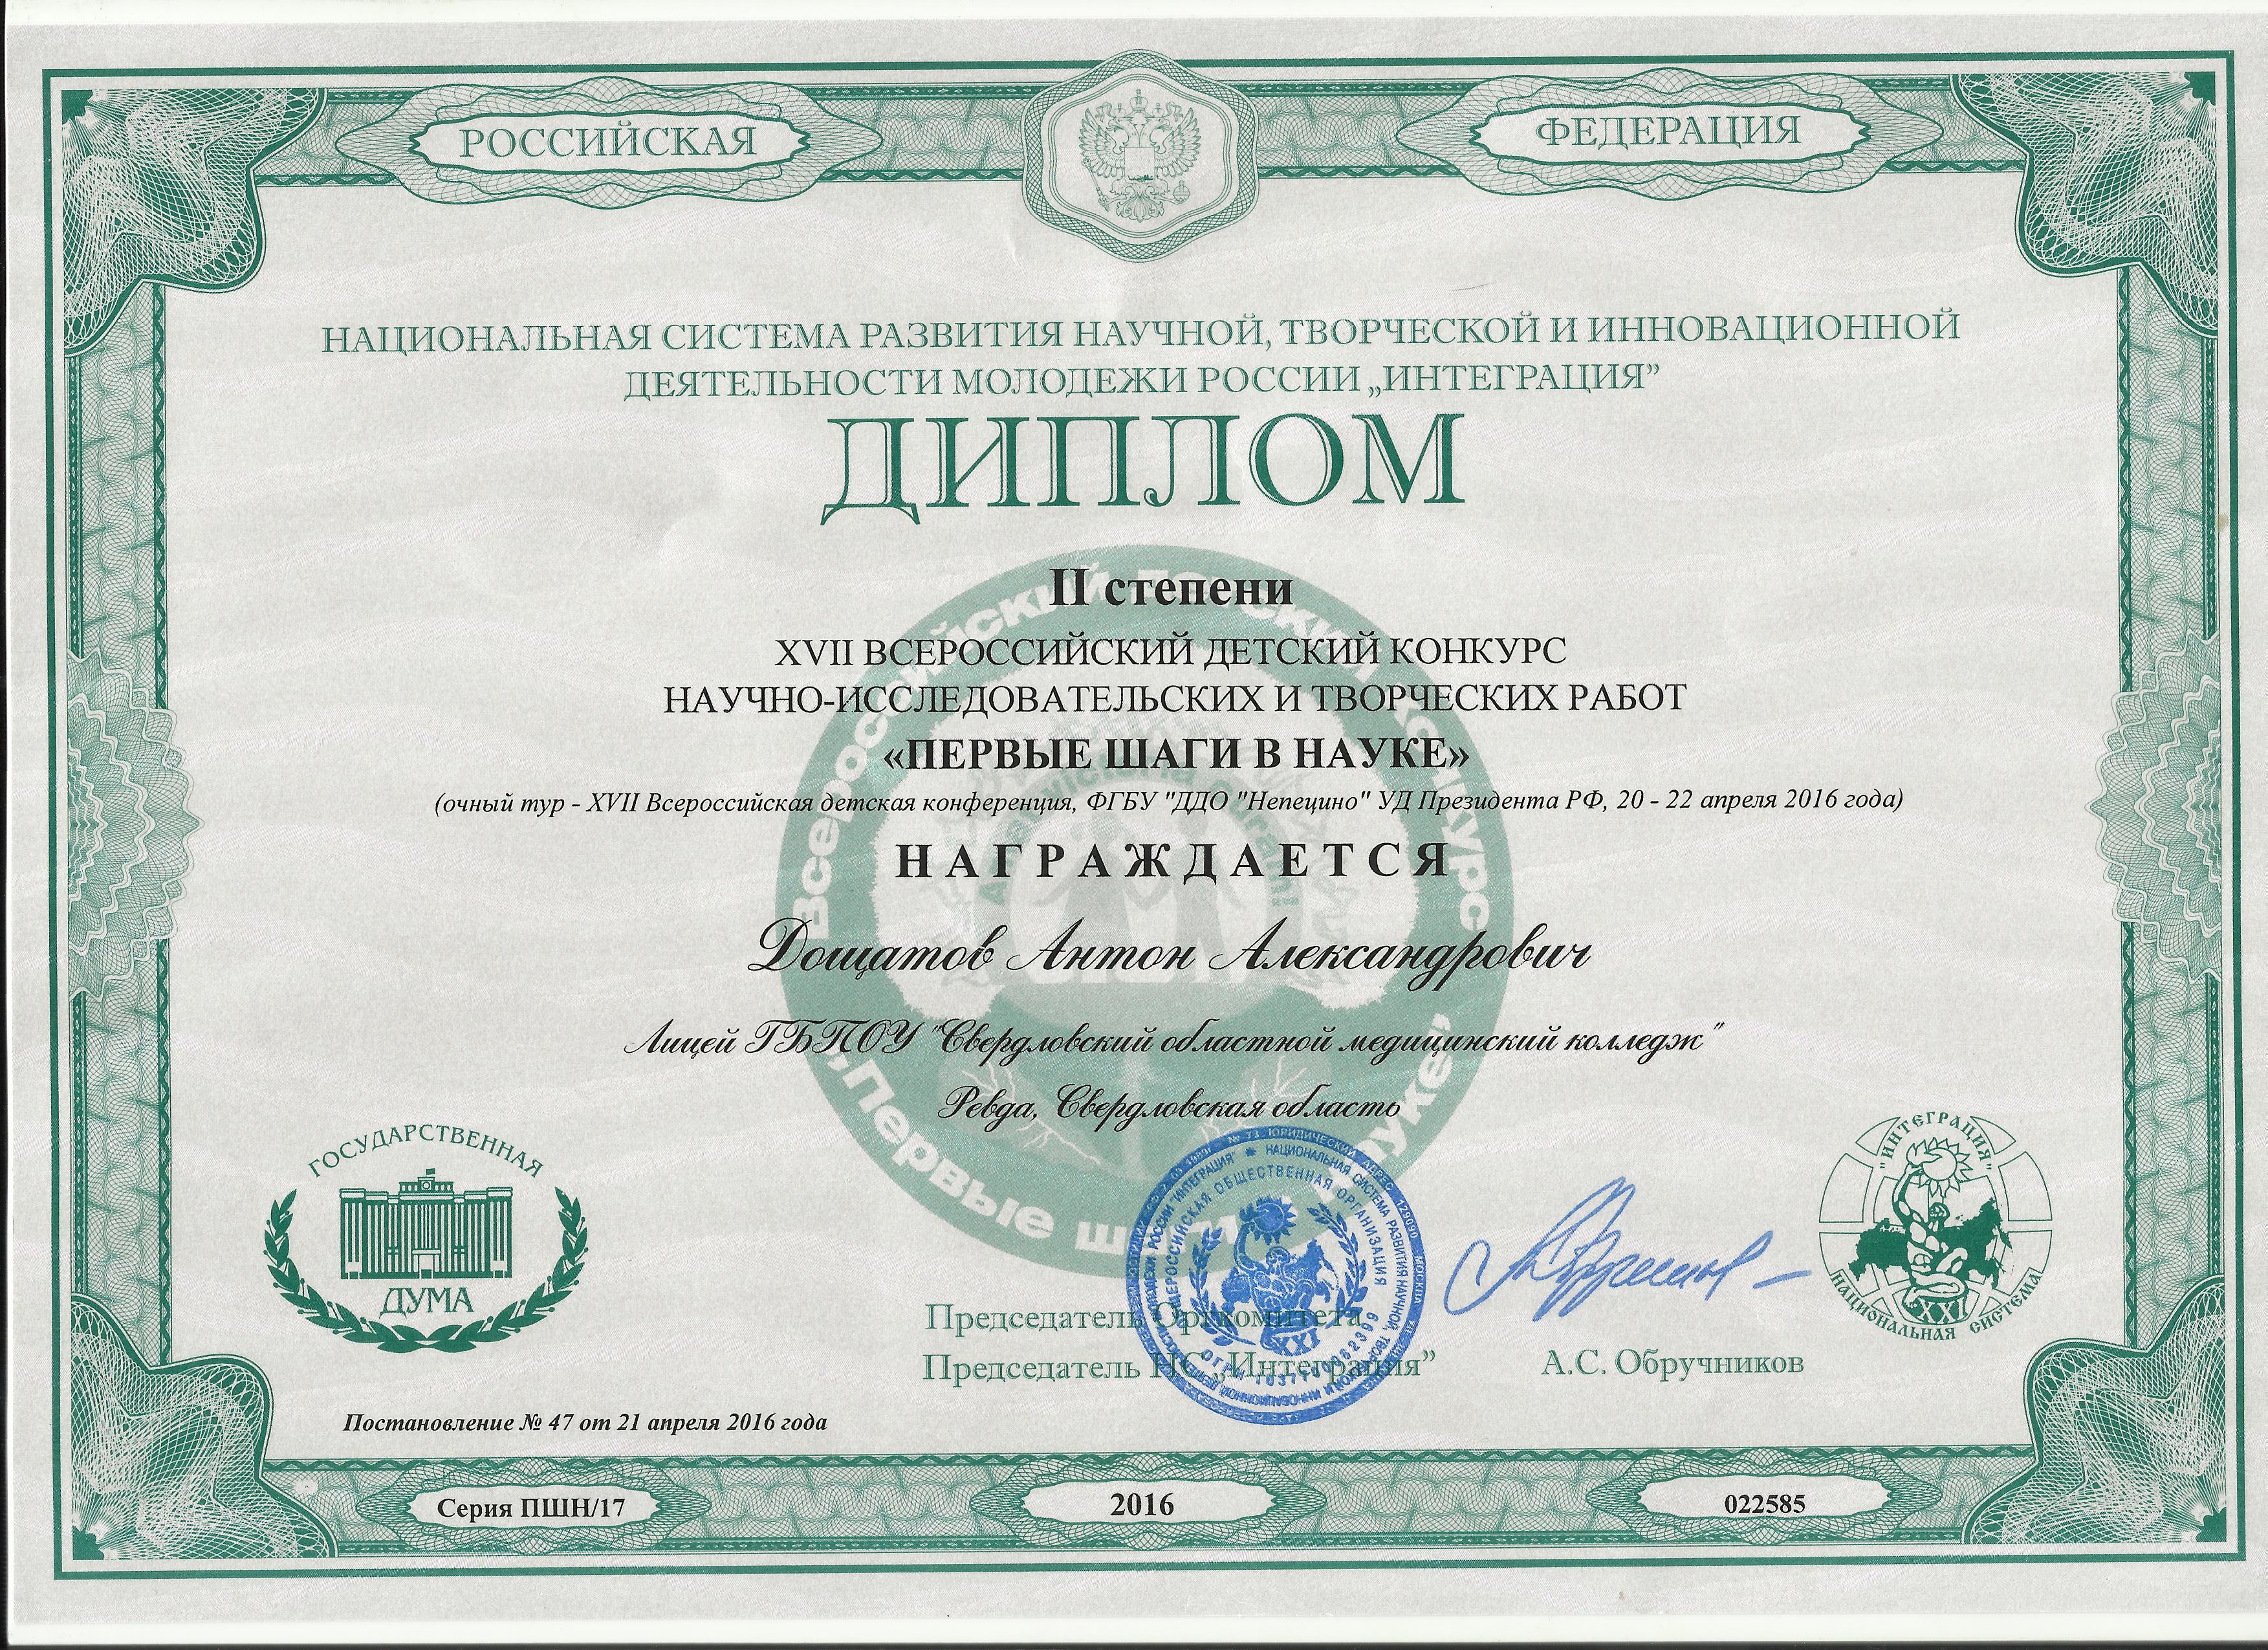 РОССИЙСКАЯ ФЕДЕРАЦИЯ
НАЦИОНАЛЬНАЯ СИСТЕМА РАЗВИТИЯ НАУЧНОЙ, ТВОРЧЕСКОЙ И ИННОВАЦИОННОЙ
ДЕЯТЕЛЬНОСТИ МОЛОДЕЖИ РОССИИ „ИНТЕГРАЦИЯ”
ДИПЛОМ
II степени
XVII ВСЕРОССИЙСКИЙ ДЕТСКИЙ КОНКУРС
НАУЧНО-ИССЛЕДОВАТЕЛЬСКИХ И ТВОРЧЕСКИХ РАБОТ
«ПЕРВЫЕ ШАГИ В НАУКЕ»
(очный тур - XVII Всероссийская детская конференция, ФГБУ "ДДО "Непецино" УД Президента РФ, 20 - 22 апреля 2016 года)
НАГРАЖДАЕТСЯ
Дощатов Антон Александрович
Лицей ГБПОУ "Свердловский областной медицинский колледж"
Ревда, Свердловская область
ГОСУДАРСТВЕННАЯ
ДУМА
"ИНТЕГРАЦИЯ"
XXI
НАЦИОНАЛЬНАЯ СИСТЕМА
ОБЩЕРОССИЙСКАЯ ОБЩЕСТВЕННАЯ ОРГАНИЗАЦИЯ
XXI
Председатель Оргкомитета
Председатель НС „Интеграция” А.С. Обручников
Постановление № 47 от 21 апреля 2016 года
Серия ПШН/17 2016 022585